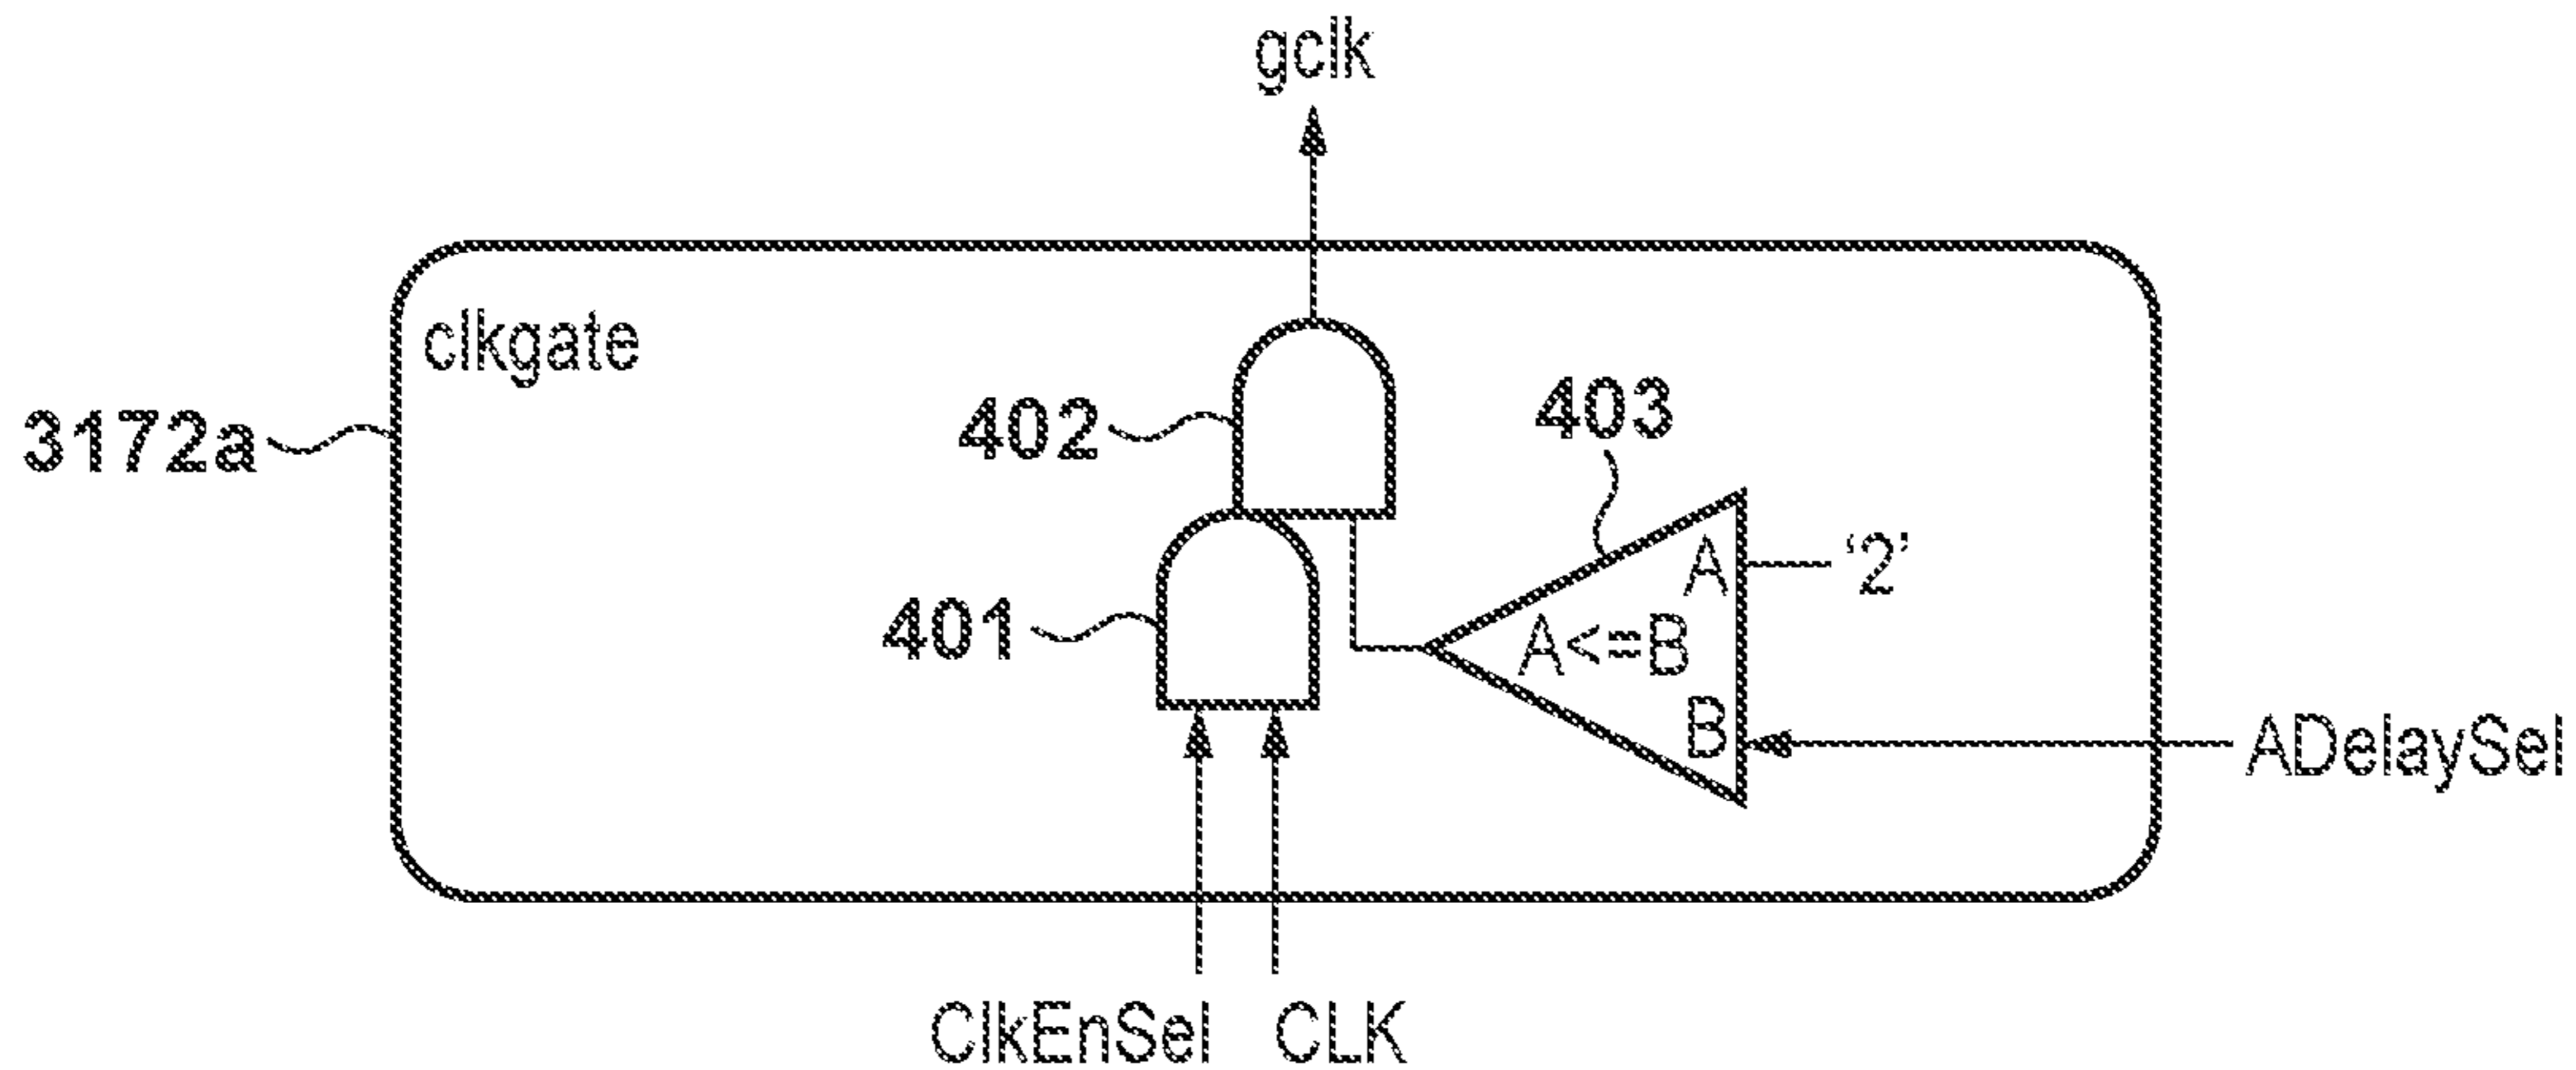 gclk
clkgate
3172a
402
403
A
'2'
401
A<=B
B
ADelaySel
ClkEnSel
CLK